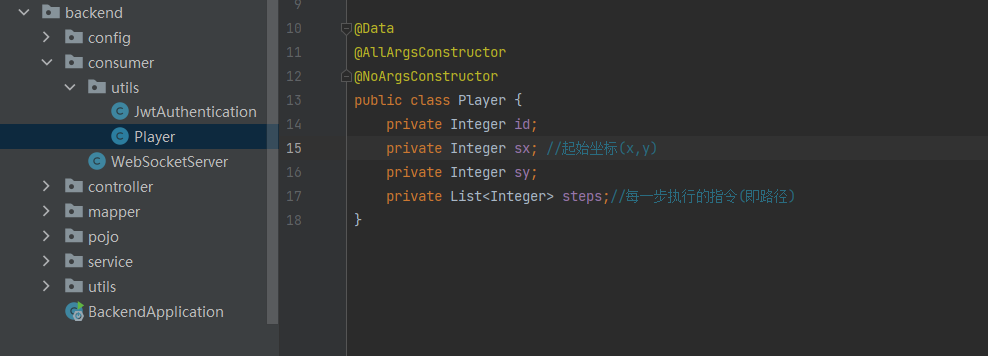 backend
config
consumer
utils
JwtAuthentication
Player
WebSocketServer
controller
mapper
pojo
service
utils
BackendApplication
9
10 @Data
11 @AllArgsConstructor
12 @NoArgsConstructor
13 public class Player {
14 private Integer id;
15 private Integer sx; //起始坐标(x,y)
16 private Integer sy;
17 private List<Integer> steps;//每一步执行的指令(即路径)
18 }